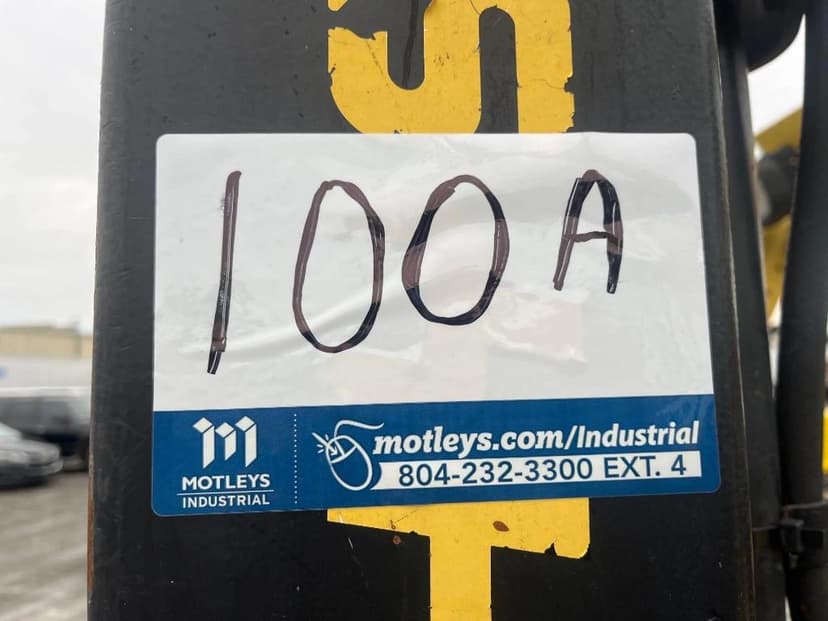 S
100A
MOTLEYS
INDUSTRIAL
motleys.com/Industrial
804-232-3300 EXT. 4